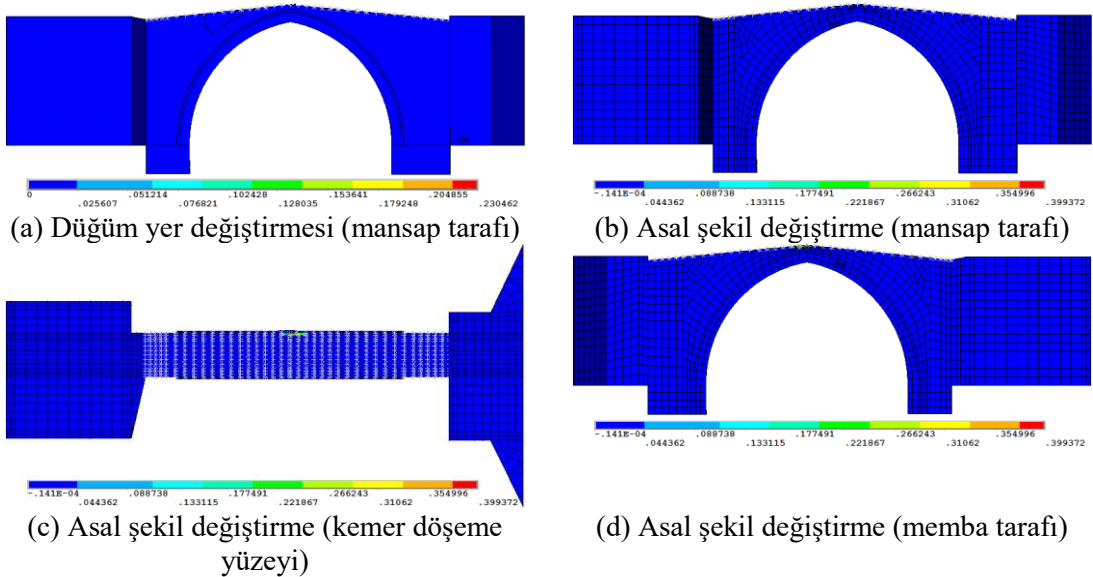 0 .051214 .102428 .153641 .204855
.025607 .076821 .128035 .179248 .230462
(a) Düğüm yer değiştirmesi (mansap tarafı)
-.141E-04 .088738 .177491 .266243 .354996
.044362 .133115 .221867 .31062 .399372
(b) Asal şekil değiştirme (mansap tarafı)
-.141E-04 .088738 .177491 .266243 .354996
.044362 .133115 .221867 .31062 .399372
(c) Asal şekil değiştirme (kemer döşeme
yüzeyi)
-.141E-04 .088738 .177491 .266243 .354996
.044362 .133115 .221867 .31062 .399372
(d) Asal şekil değiştirme (memba tarafı)